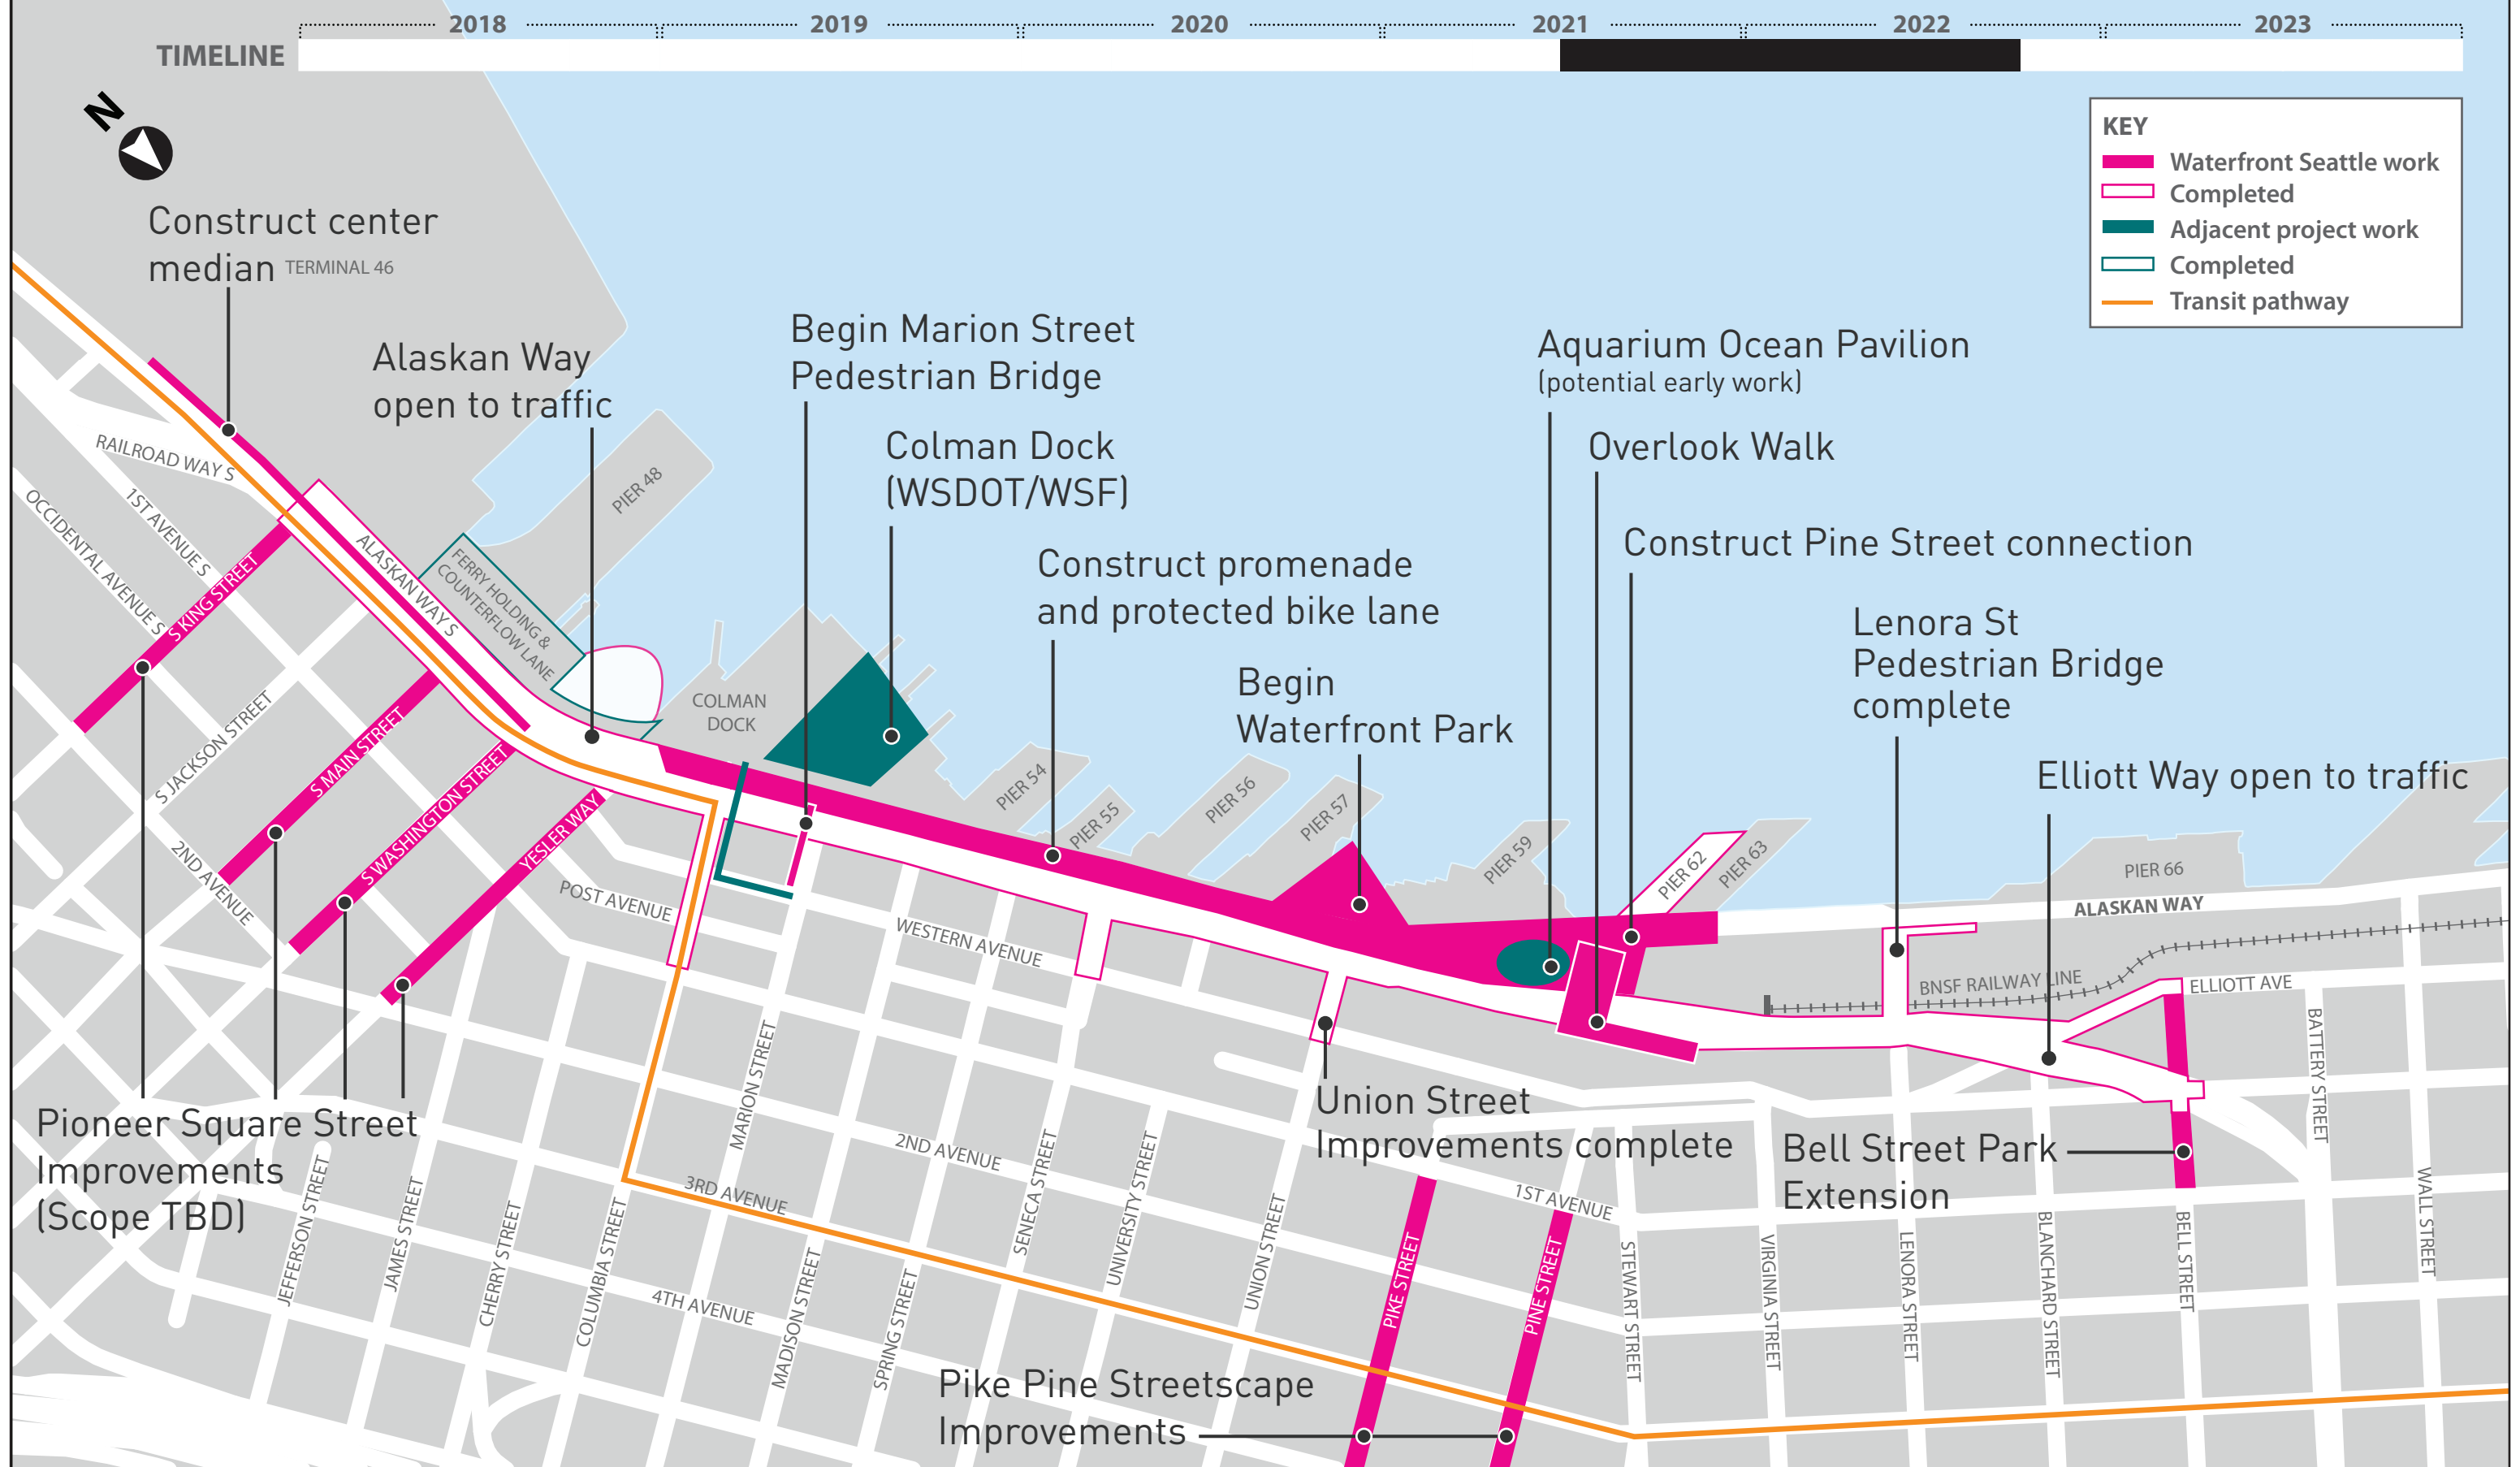 2018
2019
2020
2021
2022
2023
TIMELINE
N
KEY
Waterfront Seattle work
Completed
Adjacent project work
Completed
Transit pathway
Construct center
median
TERMINAL 46
Alaskan Way
open to traffic
Begin Marion Street
Pedestrian Bridge
Colman Dock
(WSDOT/WSF)
Construct promenade
and protected bike lane
Begin
Waterfront Park
Aquarium Ocean Pavilion
(potential early work)
Overlook Walk
Construct Pine Street connection
Lenora St
Pedestrian Bridge
complete
Elliott Way open to traffic
RAILROAD WAY S
1ST AVENUE S
OCCIDENTAL AVENUE S
S KING STREET
ALASKAN WAY S
FERRY HOLDING &
COUNTERFLOW LANE
PIER 48
COLMAN
DOCK
PIER 54
PIER 55
PIER 56
PIER 57
PIER 59
PIER 62
PIER 63
PIER 66
ALASKAN WAY
BNSF RAILWAY LINE
ELLIOTT AVE
S JACKSON STREET
S MAIN STREET
S WASHINGTON STREET
YESLER WAY
2ND AVENUE
POST AVENUE
WESTERN AVENUE
Pioneer Square Street
Improvements
(Scope TBD)
Union Street
Improvements complete
Bell Street Park
Extension
Pike Pine Streetscape
Improvements
JEFFERSON STREET
JAMES STREET
CHERRY STREET
COLUMBIA STREET
MARION STREET
MADISON STREET
SPRING STREET
SENECA STREET
UNIVERSITY STREET
UNION STREET
PIKE STREET
PINE STREET
STEWART STREET
VIRGINIA STREET
LENORA STREET
BLANCHARD STREET
BELL STREET
BATTERY STREET
WALL STREET
1ST AVENUE
2ND AVENUE
3RD AVENUE
4TH AVENUE